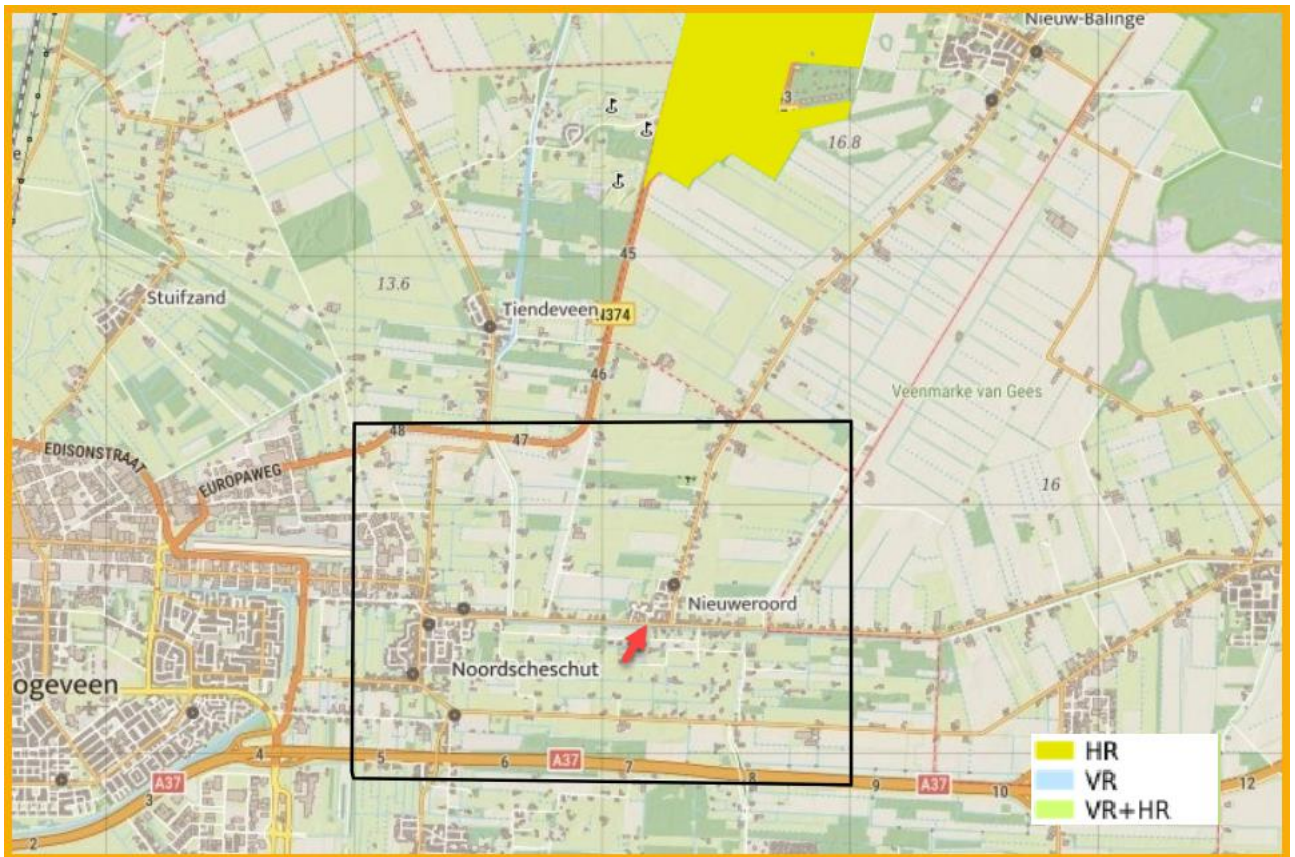 Nieuw-Balinge
3
16.8
e
45
13.6
Stuifzand
Tiendeveen
N374
46
Veenmarke van Gees
48
47
EDISONSTRAAT
EUROPAWEG
16
Nieuweroord
Noordscheschut
ogeveen
4
5
6
A37
7
8
9
A37
10
12
A37
3
2
HR
VR
VR+HR